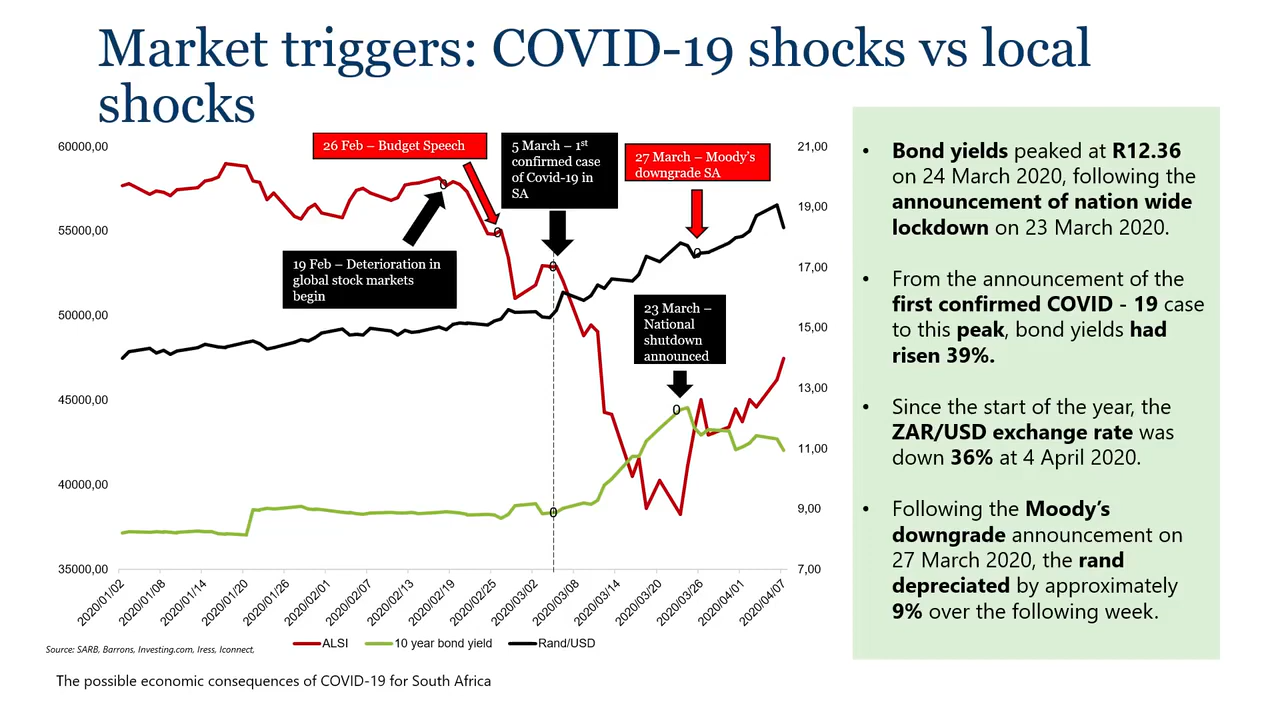 Market triggers: COVID-19 shocks vs local
shocks
60000,00
55000,00
50000,00
45000,00
40000,00
35000,00
21,00
19,00
17,00
15,00
13,00
11,00
9,00
7,00
26 Feb – Budget Speech
5 March – 1st
confirmed case
of Covid-19 in
SA
27 March – Moody's
downgrade SA
19 Feb – Deterioration in
global stock markets
begin
23 March –
National
shutdown
announced
0
0
0
0
0
0
2020/01/02
2020/01/08
2020/01/14
2020/01/20
2020/01/26
2020/02/01
2020/02/07
2020/02/13
2020/02/19
2020/02/25
2020/03/02
2020/03/08
2020/03/14
2020/03/20
2020/03/26
2020/04/01
2020/04/07
ALSI
10 year bond yield
Rand/USD
Source: SARB, Barrons, Investing.com, Iress, Iconnect,
The possible economic consequences of COVID-19 for South Africa
• Bond yields peaked at R12.36
on 24 March 2020, following the
announcement of nation wide
lockdown on 23 March 2020.
• From the announcement of the
first confirmed COVID - 19 case
to this peak, bond yields had
risen 39%.
• Since the start of the year, the
ZAR/USD exchange rate was
down 36% at 4 April 2020.
• Following the Moody's
downgrade announcement on
27 March 2020, the rand
depreciated by approximately
9% over the following week.